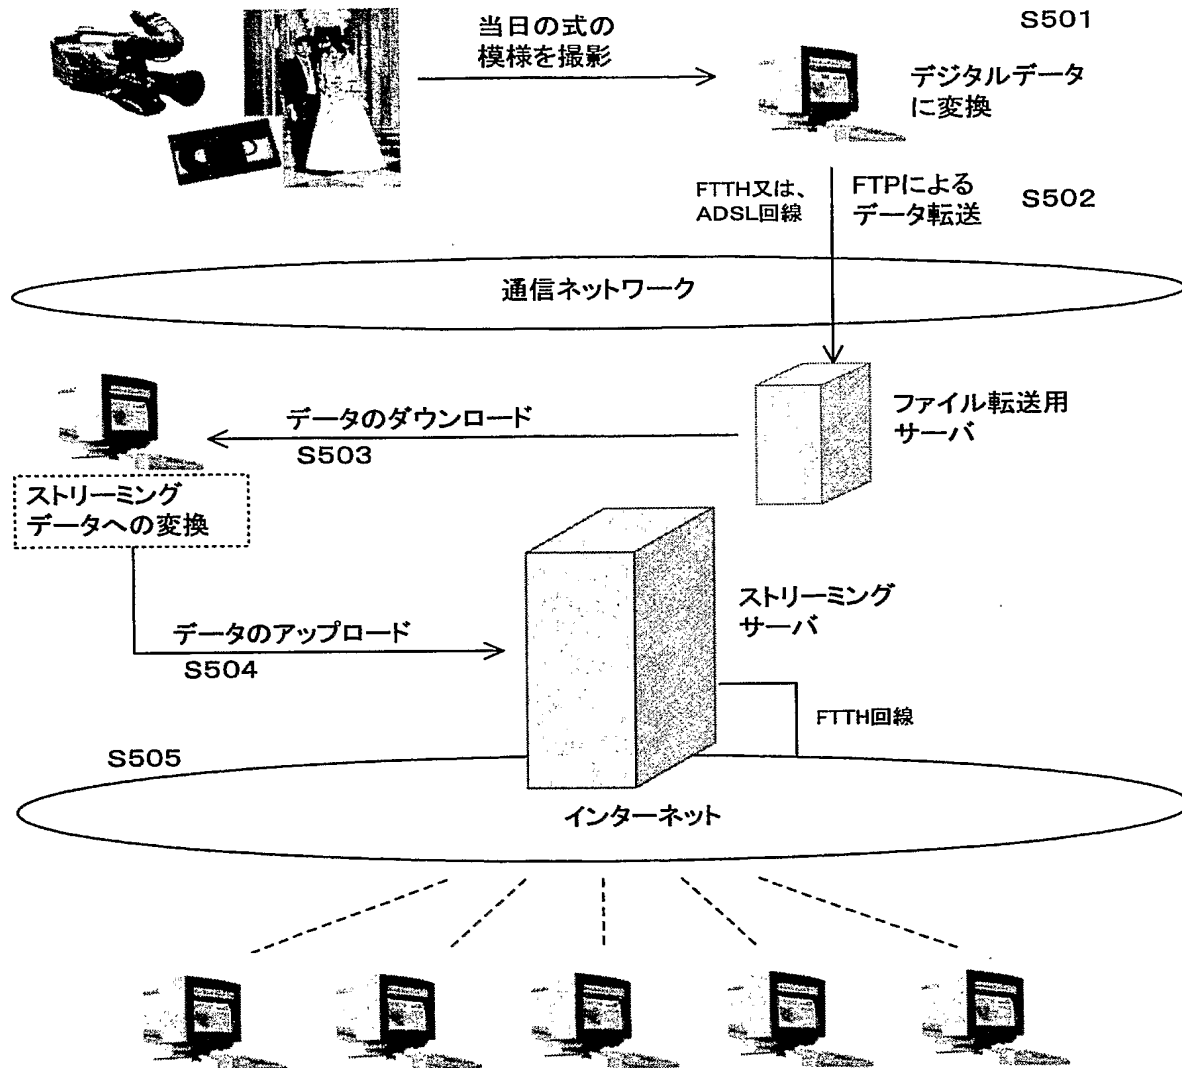 当日の式の
模様を撮影
S501
デジタルデータ
に変換
FTTH又は、
ADSL回線
FTPによる
データ転送
S502
通信ネットワーク
ファイル転送用
サーバ
データのダウンロード
S503
ストリーミング
データへの変換
ストリーミング
サーバ
データのアップロード
S504
FTTH回線
S505
インターネット